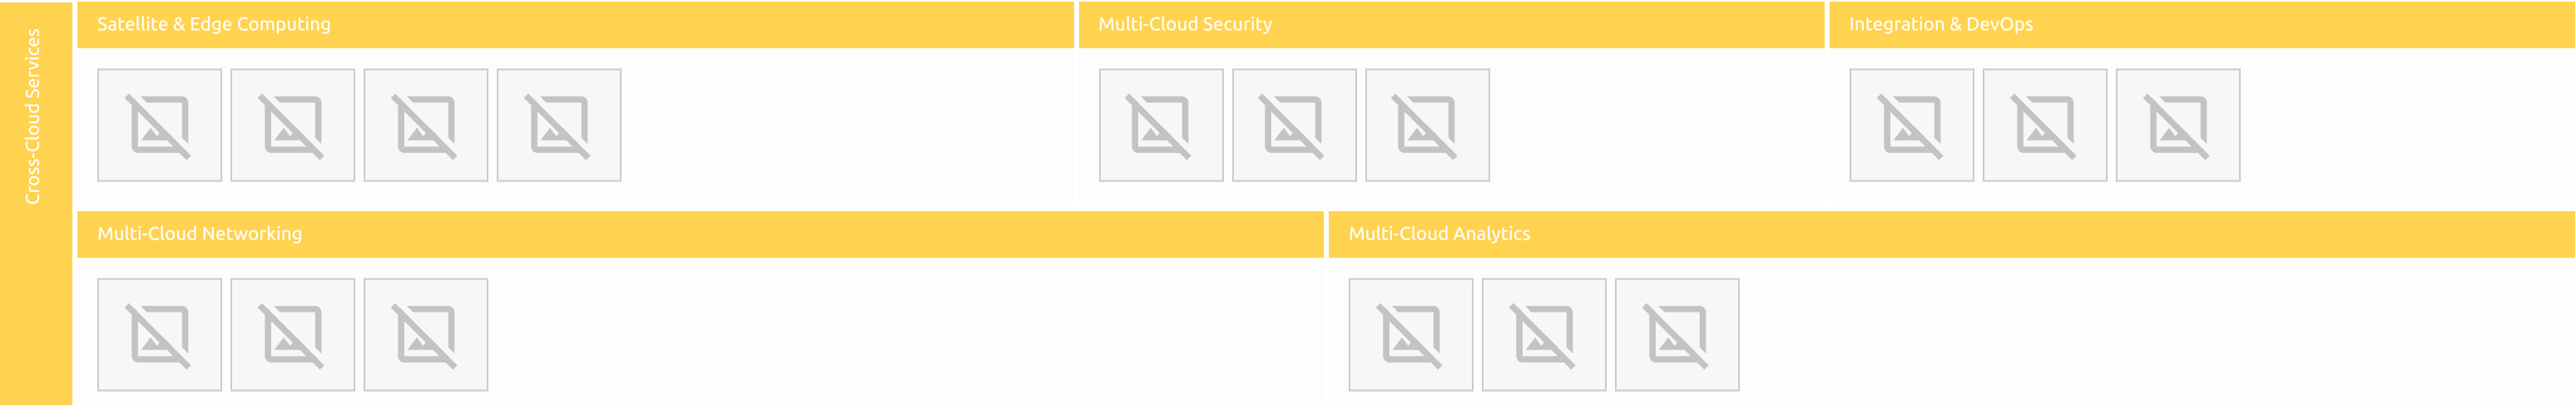 Cross-Cloud Services
Satellite & Edge Computing
Multi-Cloud Security
Integration & DevOps
Multi-Cloud Networking
Multi-Cloud Analytics